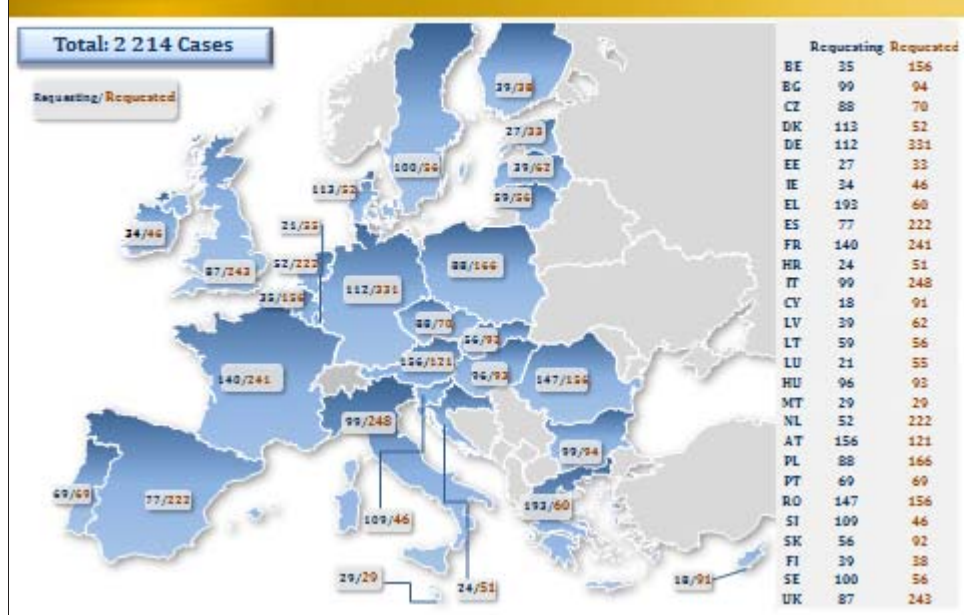 Total: 2 214 Cases
Requesting/Requested
39/38
27/33
39/62
59/56
100/56
113/52
34/46
87/243
21/55
52/222
35/156
112/331
88/166
88/70
56/92
156/121
96/93
147/156
140/241
99/248
99/94
69/69
77/222
109/46
193/60
29/29
24/51
18/91
Requesting Requested
BE 35 156
BG 99 94
CZ 88 70
DK 113 52
DE 112 331
EE 27 33
IE 34 46
EL 193 60
ES 77 222
FR 140 241
HR 24 51
IT 99 248
CY 18 91
LV 39 62
LT 59 56
LU 21 55
HU 96 93
MT 29 29
NL 52 222
AT 156 121
PL 88 166
PT 69 69
RO 147 156
SI 109 46
SK 56 92
FI 39 38
SE 100 56
UK 87 243